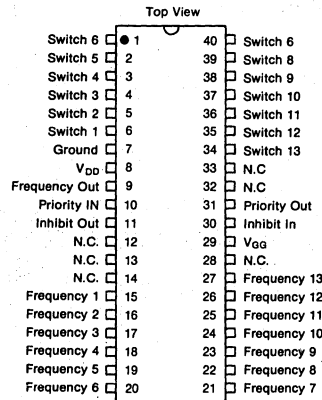 Top View
Switch 6 1 40 Switch 6
Switch 5 2 39 Switch 8
Switch 4 3 38 Switch 9
Switch 3 4 37 Switch 10
Switch 2 5 36 Switch 11
Switch 1 6 35 Switch 12
Ground 7 34 Switch 13
VDD 8 33 N.C
Frequency Out 9 32 N.C
Priority IN 10 31 Priority Out
Inhibit Out 11 30 Inhibit In
N.C. 12 29 VGG
N.C. 13 28 N.C.
N.C. 14 27 Frequency 13
Frequency 1 15 26 Frequency 12
Frequency 2 16 25 Frequency 11
Frequency 3 17 24 Frequency 10
Frequency 4 18 23 Frequency 9
Frequency 5 19 22 Frequency 8
Frequency 6 20 21 Frequency 7